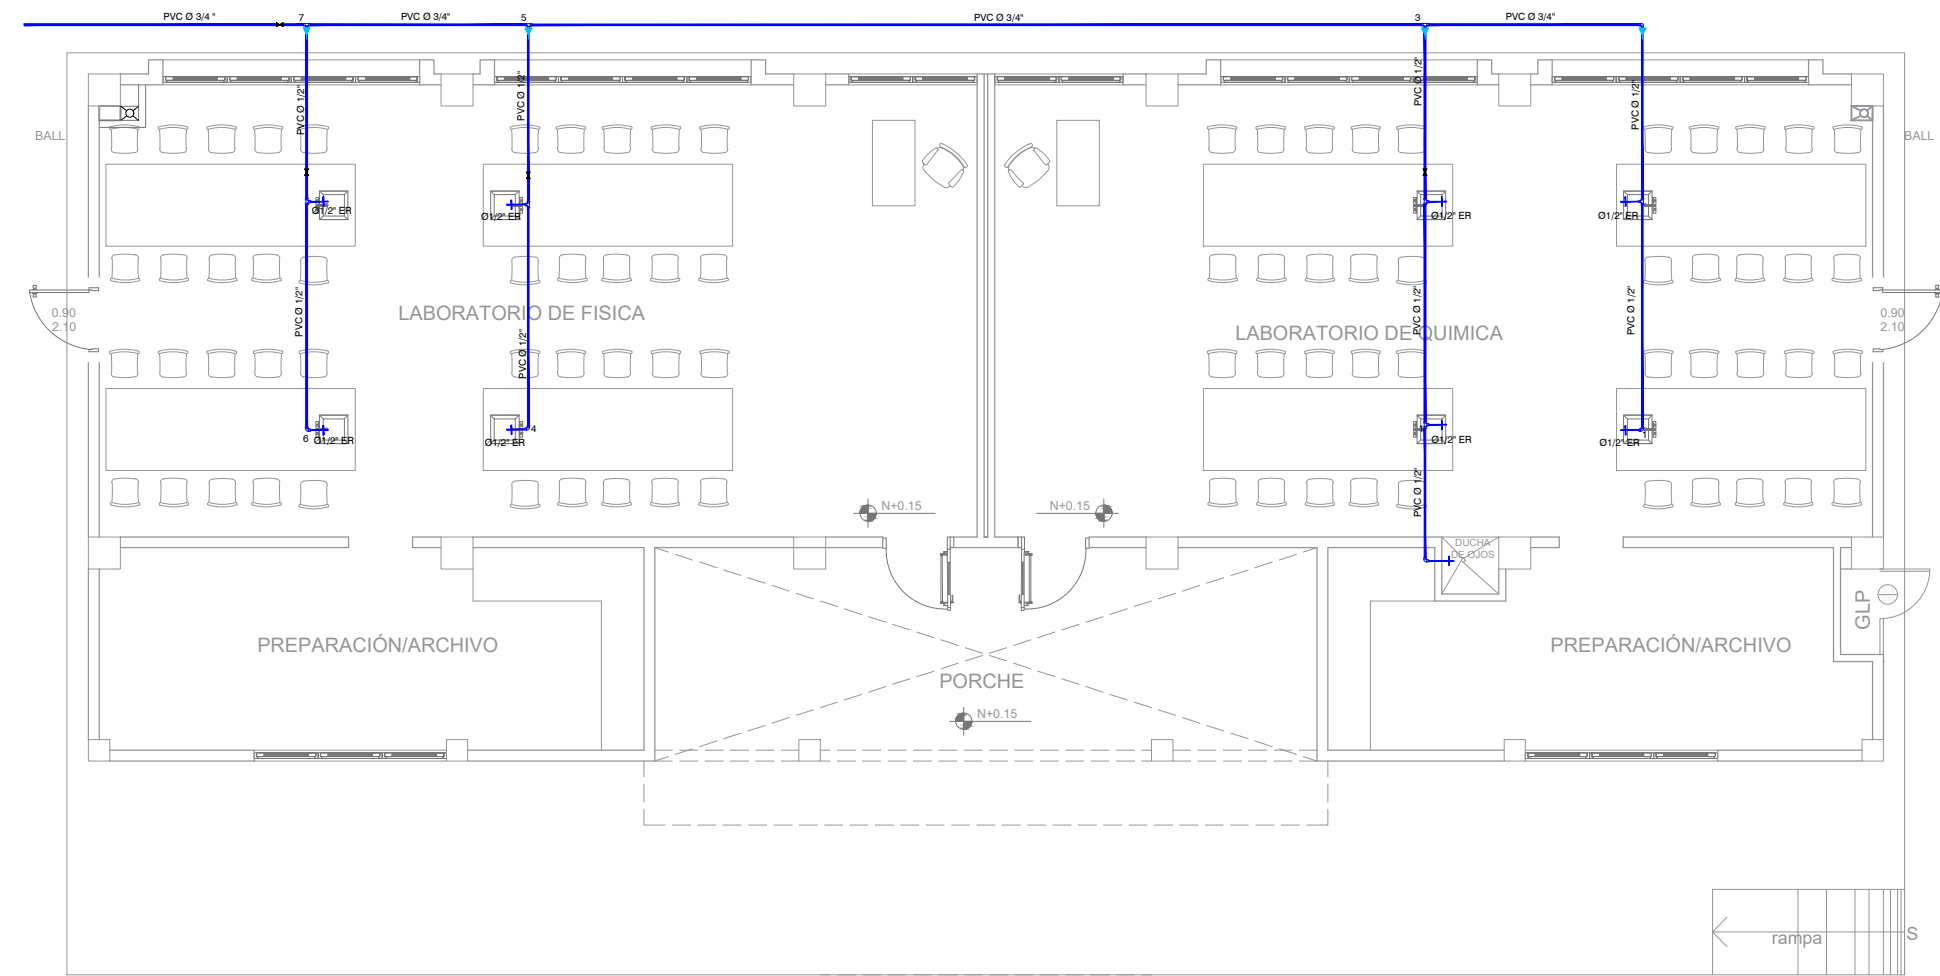 PVC Ø 3/4 "
7
PVC Ø 3/4"
5
PVC Ø 3/4"
3
PVC Ø 3/4"
PVC Ø 1/2"
PVC Ø 1/2"
PVC Ø 1/2"
PVC Ø 1/2"
BALL
BALL
Ø1/2" ER
Ø1/2" ER
Ø1/2" ER
Ø1/2" ER
0.90
2.10
PVC Ø 1/2"
LABORATORIO DE FISICA
PVC Ø 1/2"
LABORATORIO DE QUIMICA
PVC Ø 1/2"
PVC Ø 1/2"
0.90
2.10
6
Ø1/2" ER
Ø1/2" ER
4
Ø1/2" ER
Ø1/2" ER
1
PVC Ø 1/2"
N+0.15
N+0.15
DUCHA
DE OJOS
GLP
PREPARACIÓN/ARCHIVO
PREPARACIÓN/ARCHIVO
PORCHE
N+0.15
rampa
S